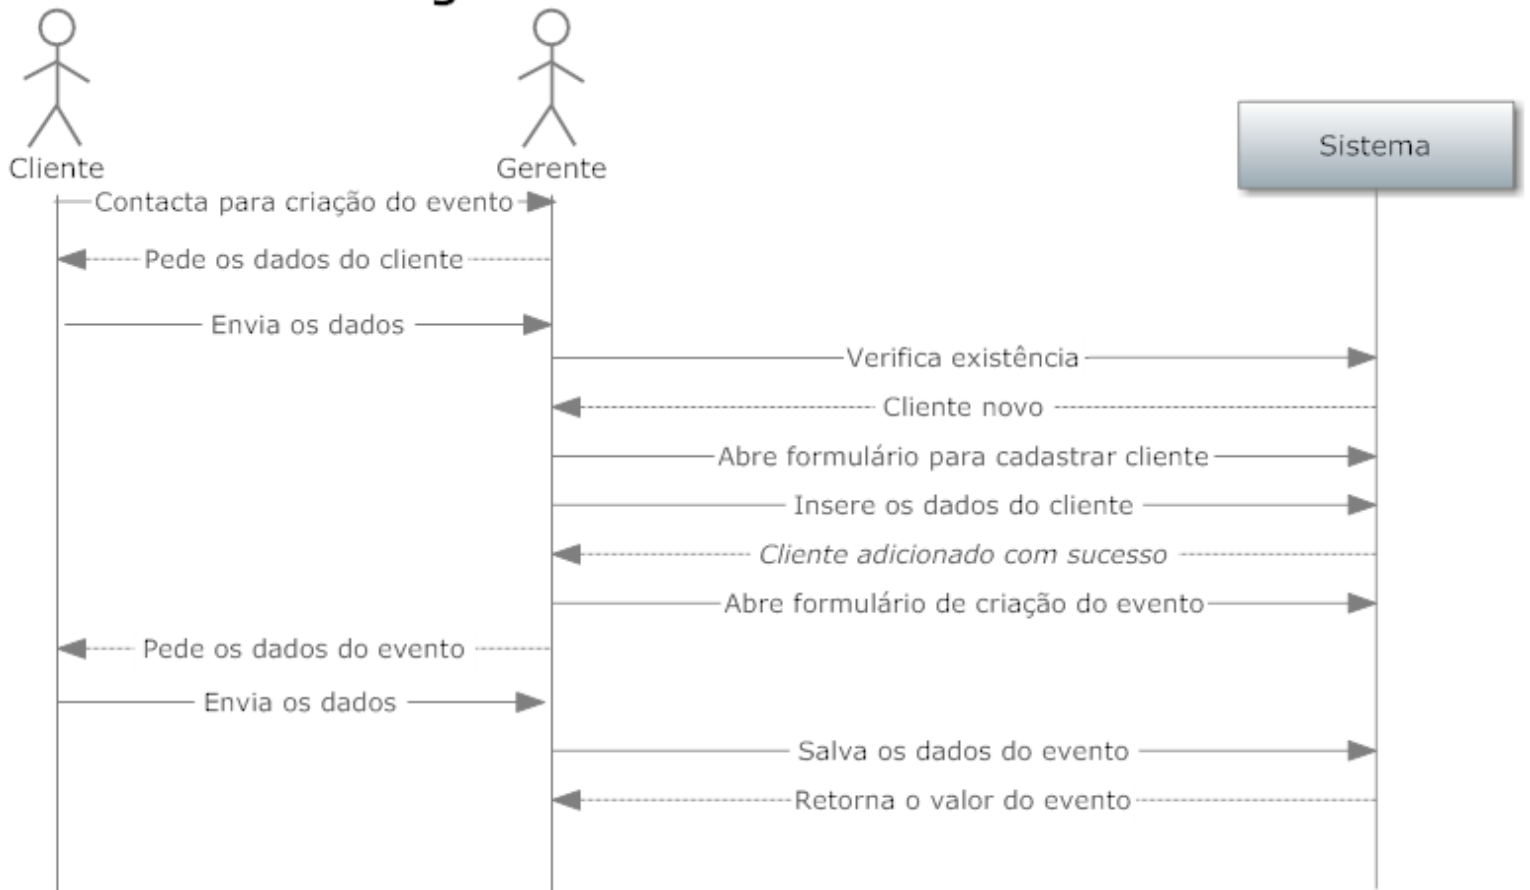 Cliente
Gerente
Sistema
Contacta para criação do evento
Pede os dados do cliente
Envia os dados
Verifica existência
Cliente novo
Abre formulário para cadastrar cliente
Insere os dados do cliente
Cliente adicionado com sucesso
Abre formulário de criação do evento
Pede os dados do evento
Envia os dados
Salva os dados do evento
Retorna o valor do evento